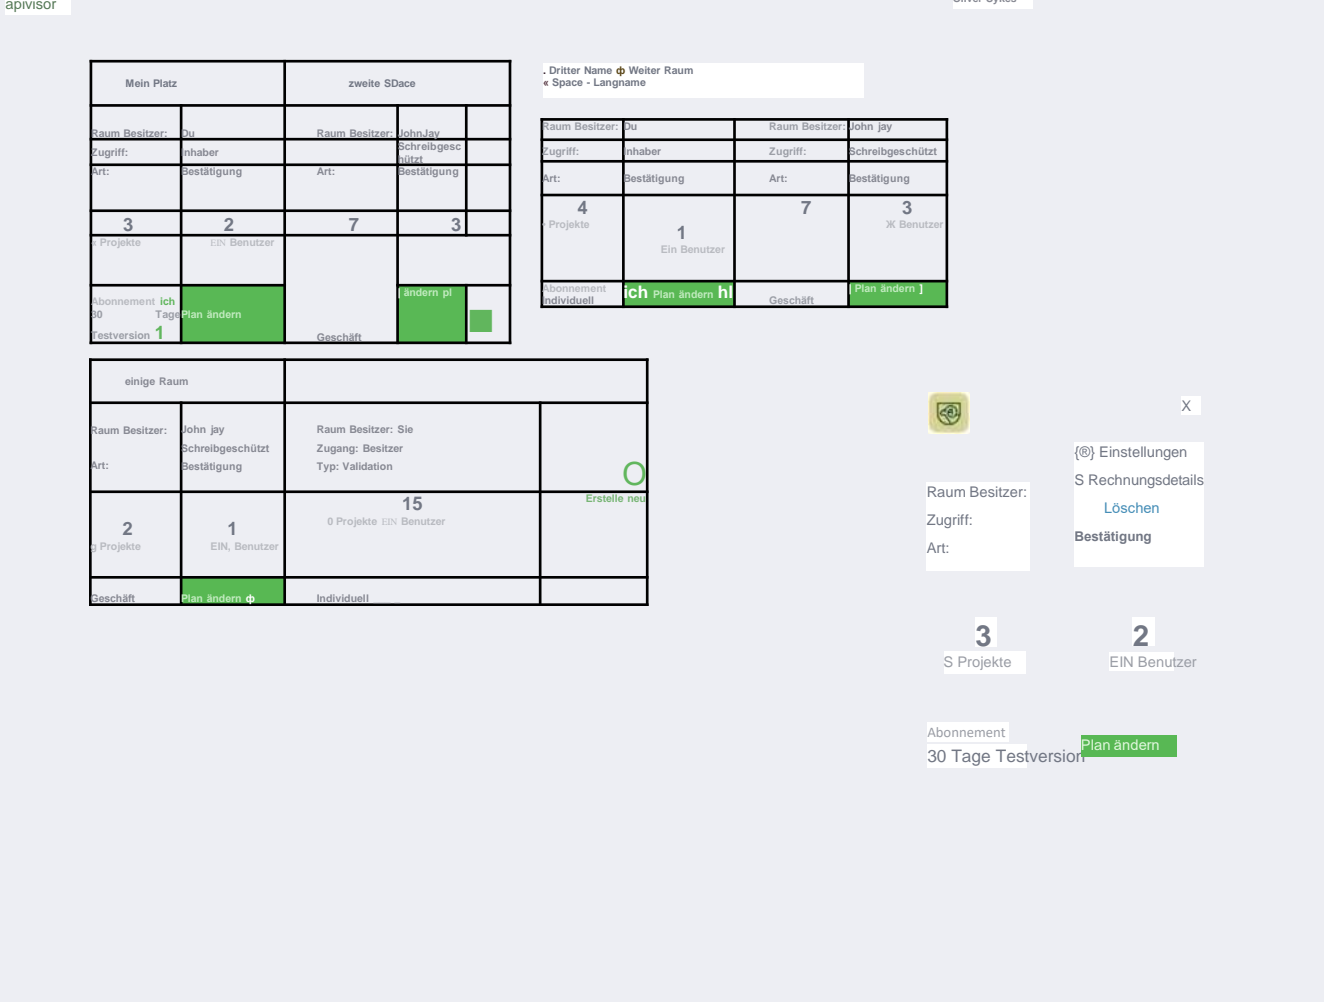 apivisor
Mein Platz
zweite SDace
Raum Besitzer: Du
Raum Besitzer: JohnJay
Zugriff: Inhaber
Schreibgesc
hützt
Art: Bestätigung
Art: Bestätigung
3 2 7 3
« Projekte
EIN Benutzer
Abonnement ich
30 Tage
Testversion 1
Plan ändern
Geschäft
ändern pl
. Dritter Name ф Weiter Raum
« Space - Langname
Raum Besitzer: Du
Raum Besitzer: John jay
Zugriff: Inhaber
Zugriff: Schreibgeschützt
Art: Bestätigung
Art: Bestätigung
4
Projekte
1
Ein Benutzer
7
3
Ж Benutzer
Abonnement
Individuell
ich Plan ändern hl
Geschäft
[ Plan ändern ]
einige Raum
Raum Besitzer: John jay
Schreibgeschützt
Art: Bestätigung
Raum Besitzer: Sie
Zugang: Besitzer
Typ: Validation
O
Erstelle neu
2
g Projekte
1
EIN, Benutzer
15
0 Projekte EIN Benutzer
Geschäft
Plan ändern ф
Individuell
X
{®} Einstellungen
S Rechnungsdetails
Löschen
Bestätigung
Raum Besitzer:
Zugriff:
Art:
3
S Projekte
2
EIN Benutzer
Abonnement
30 Tage Testversion
Plan ändern